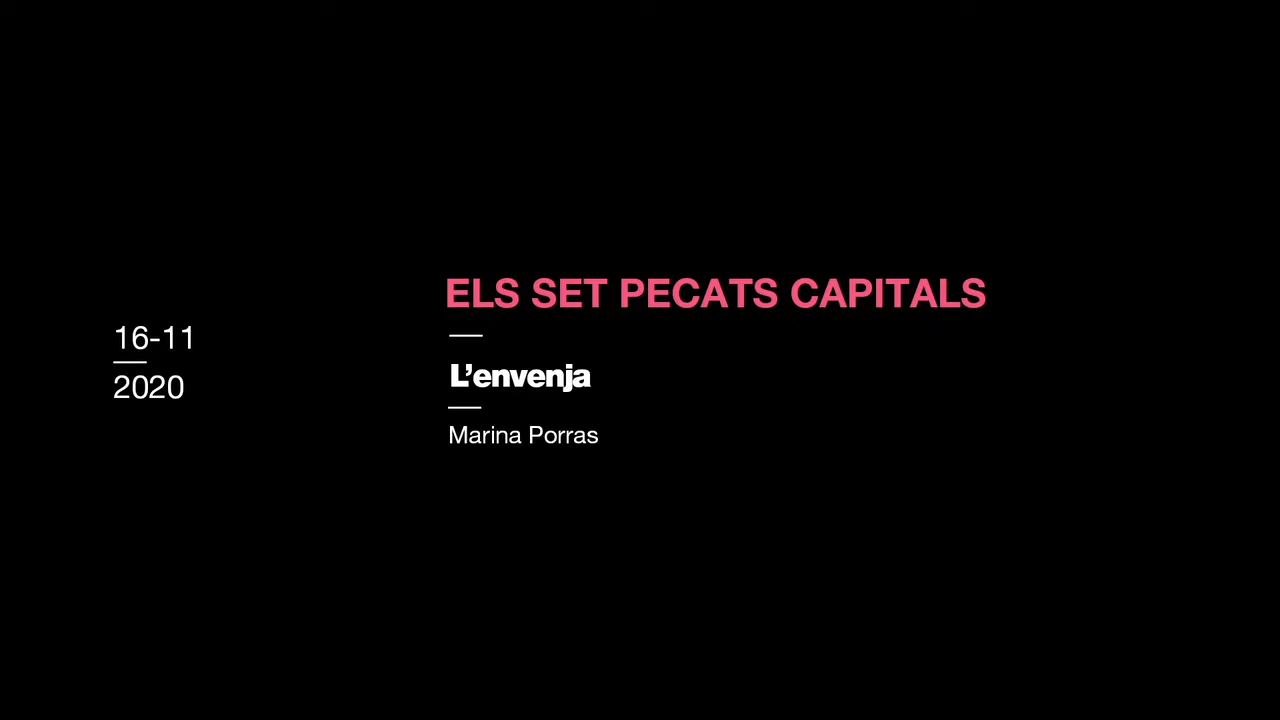 16-11
2020
ELS SET PECATS CAPITALS
L’envenja
Marina Porras